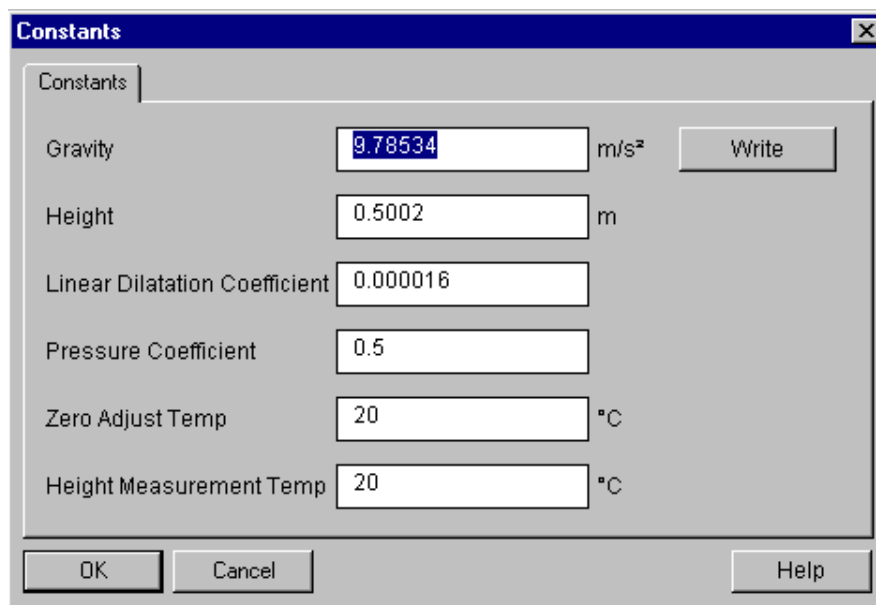 Constants
Constants
Gravity 9.78534 m/s² Write
Height 0.5002 m
Linear Dilatation Coefficient 0.000016
Pressure Coefficient 0.5
Zero Adjust Temp 20 °C
Height Measurement Temp 20 °C
OK Cancel Help